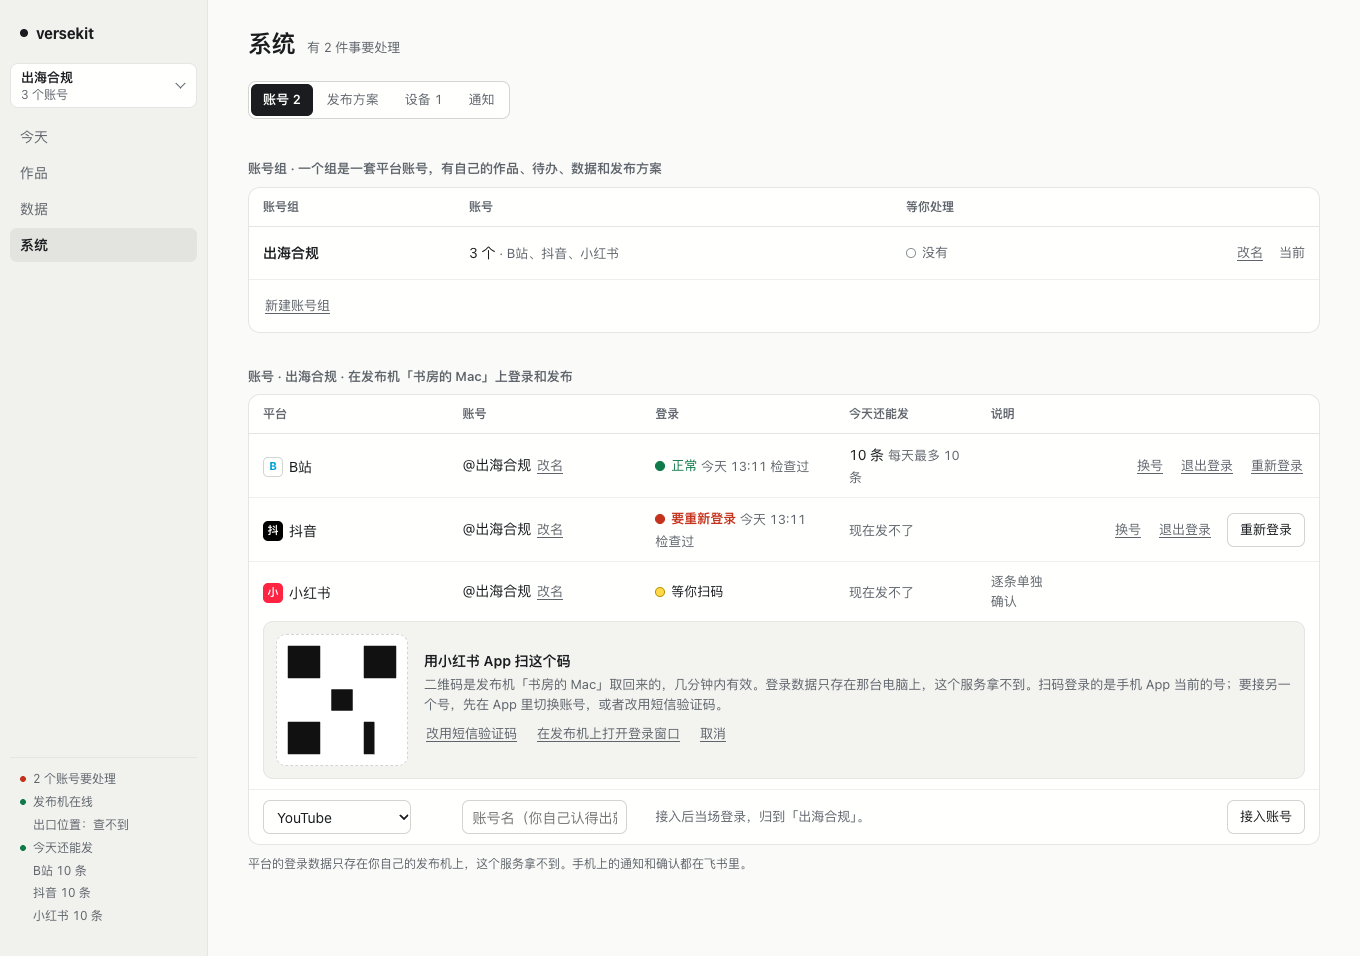 versekit
出海合规
3 个账号
今天
作品
数据
系统
2 个账号要处理
发布机在线
出口位置：查不到
今天还能发
B站 10 条
抖音 10 条
小红书 10 条
系统 有 2 件事要处理
账号 2 发布方案 设备 1 通知
账号组 · 一个组是一套平台账号，有自己的作品、待办、数据和发布方案
账号组 账号 等你处理
出海合规 3 个 · B站、抖音、小红书 没有 改名 当前
新建账号组
账号 · 出海合规 · 在发布机「书房的 Mac」上登录和发布
平台 账号 登录 今天还能发 说明
B B站 @出海合规 改名 正常 今天 13:11 检查过 10 条 每天最多 10
条 换号 退出登录 重新登录
抖 抖音 @出海合规 改名 要重新登录 今天 13:11
检查过 现在发不了 换号 退出登录 重新登录
小 小红书 @出海合规 改名 等你扫码 现在发不了 逐条单独
确认
用小红书 App 扫这个码
二维码是发布机「书房的 Mac」取回来的，几分钟内有效。登录数据只存在那台电脑上，这个服务拿不到。扫码登录的是手机 App 当前的号；要接另一
个号，先在 App 里切换账号，或者改用短信验证码。
改用短信验证码 在发布机上打开登录窗口 取消
YouTube 账号名（你自己认得出 接入后当场登录，归到「出海合规」。 接入账号
平台的登录数据只存在你自己的发布机上，这个服务拿不到。手机上的通知和确认都在飞书里。